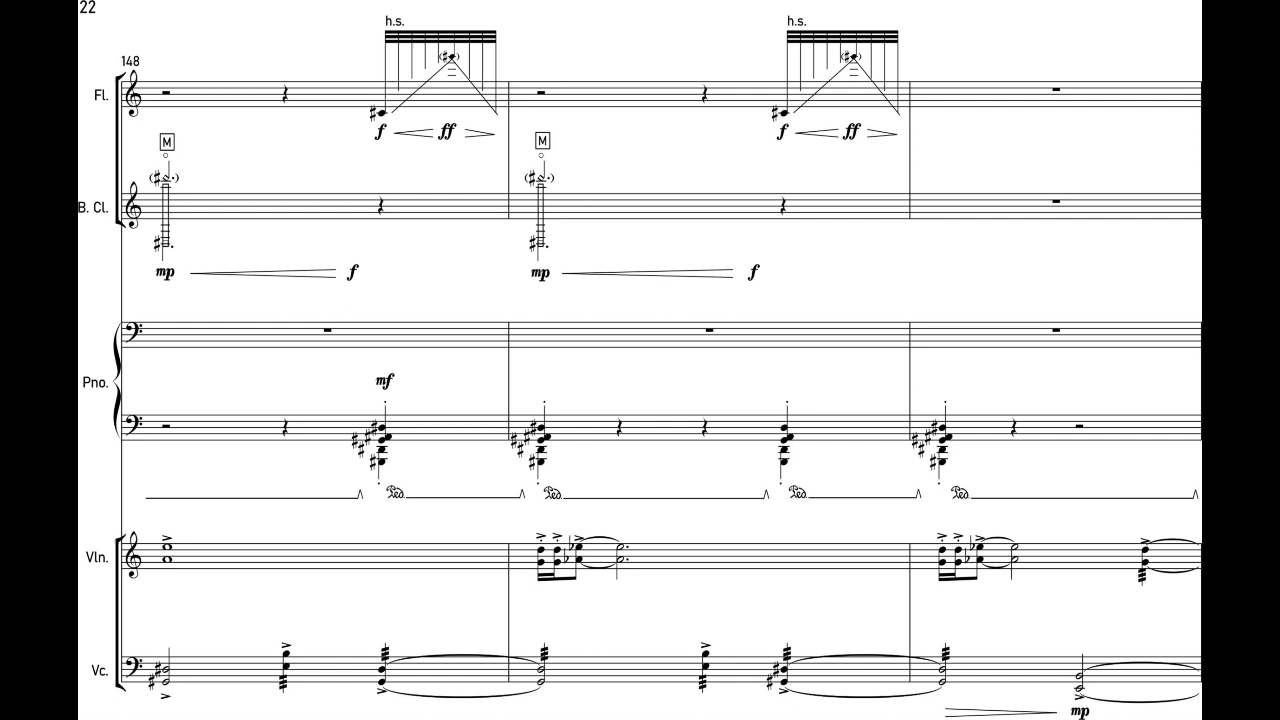 22
h.s. h.s.
148
Fl.
f ff f ff
M M
B. Cl.
mp f mp f
Pno.
mf
Ped Ped Ped Ped
Vln.
Vc.
mp